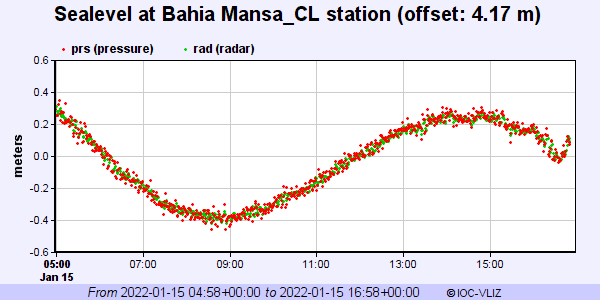 Sealevel at Bahia Mansa_CL station (offset: 4.17 m)
prs (pressure) rad (radar)
0.6
0.4
0.2
0.0
-0.2
-0.4
-0.6
meters
05:00 07:00 09:00 11:00 13:00 15:00
Jan 15
From 2022-01-15 04:58+00:00 to 2022-01-15 16:58+00:00 © IOC-VLIZ